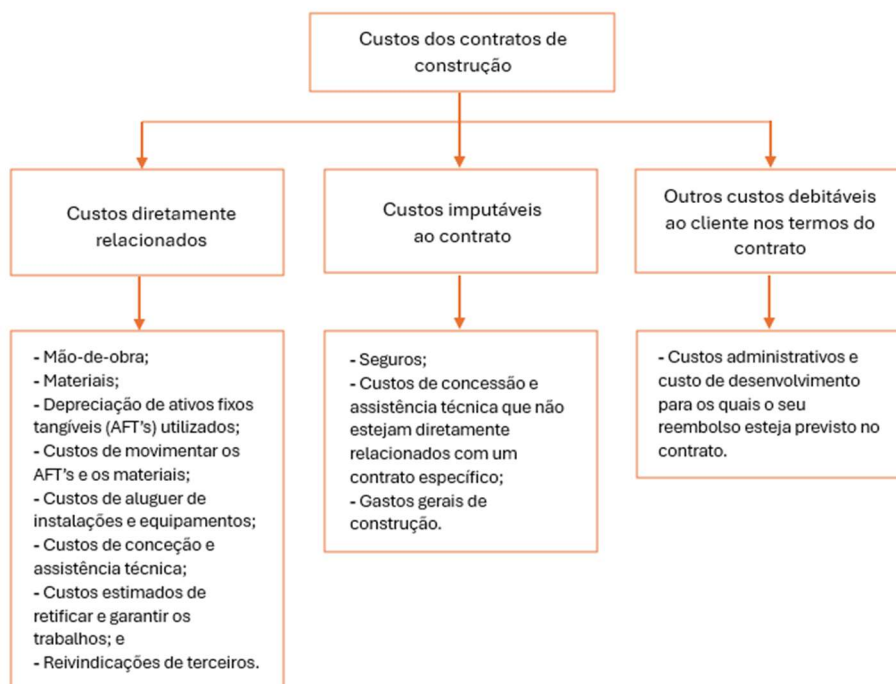 Custos dos contratos de
construção
Custos diretamente
relacionados
Custos imputáveis
ao contrato
Outros custos debitáveis
ao cliente nos termos do
contrato
- Mão-de-obra;
- Materiais;
- Depreciação de ativos fixos
tangíveis (AFT's) utilizados;
- Custos de movimentar os
AFT's e os materiais;
- Custos de aluguer de
instalações e equipamentos;
- Custos de conceção e
assistência técnica;
- Custos estimados de
retificar e garantir os
trabalhos; e
- Reivindicações de terceiros.
- Seguros;
- Custos de concessão e
assistência técnica que não
estejam diretamente
relacionados com um
contrato específico;
- Gastos gerais de
construção.
- Custos administrativos e
custo de desenvolvimento
para os quais o seu
reembolso esteja previsto no
contrato.